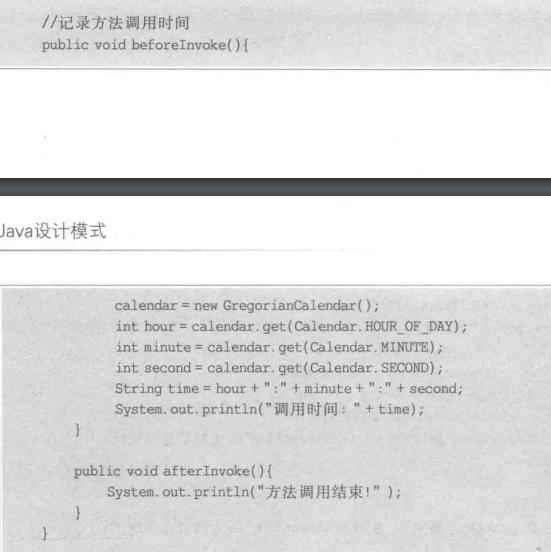 //记录方法调用时间
public void beforeInvoke(){
Java设计模式
calendar = new GregorianCalendar();
int hour = calendar.get(Calendar.HOUR_OF_DAY);
int minute = calendar.get(Calendar.MINUTE);
int second = calendar.get(Calendar.SECOND);
String time = hour + ":" + minute + ":" + second;
System.out.println("调用时间："+ time);
}
public void afterInvoke(){
System.out.println("方法调用结束!" );
}
}